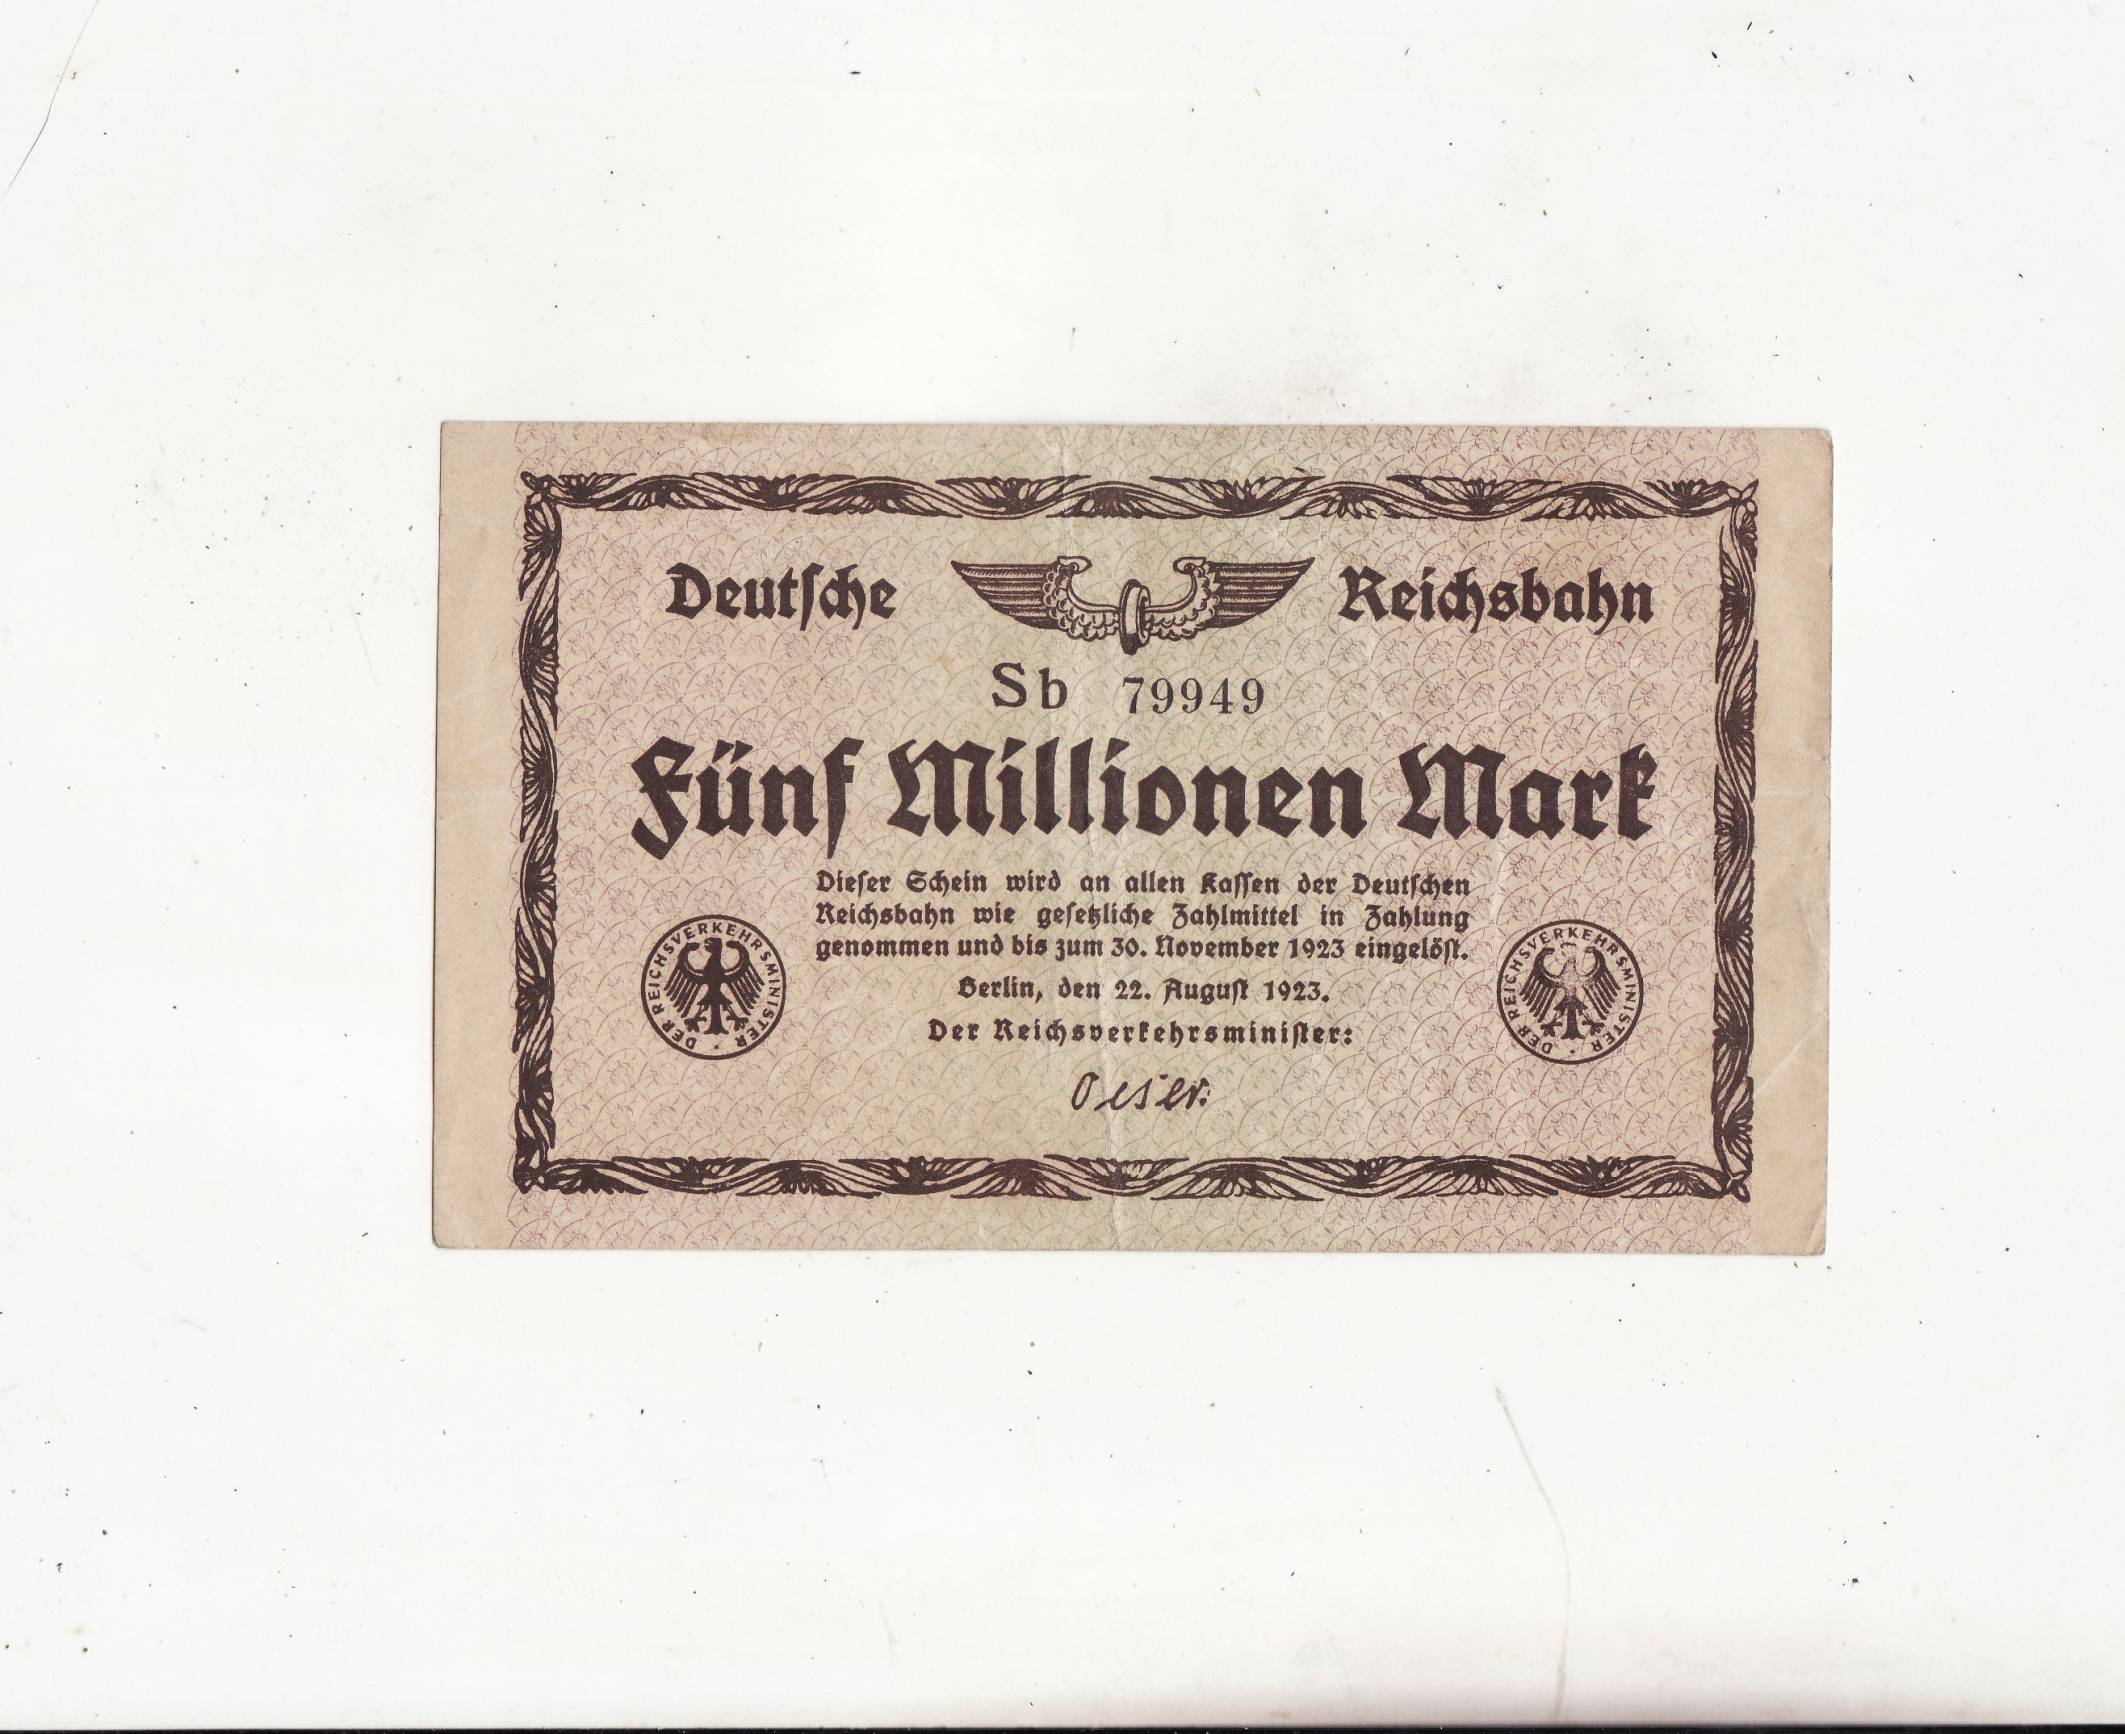 Deutſche Reichsbahn
Sb 79949
Fünf Millionen Mark
Dieſer Schein wird an allen Kaſſen der Deutſchen
Reichsbahn wie geſetzliche Zahlmittel in Zahlung
genommen und bis zum 30. November 1923 eingelöſt.
Berlin, den 22. Auguſt 1923.
Der Reichsverkehrsminiſter:
Oeser.
DER REICHSVERKEHRSMINISTER
DER REICHSVERKEHRSMINISTER